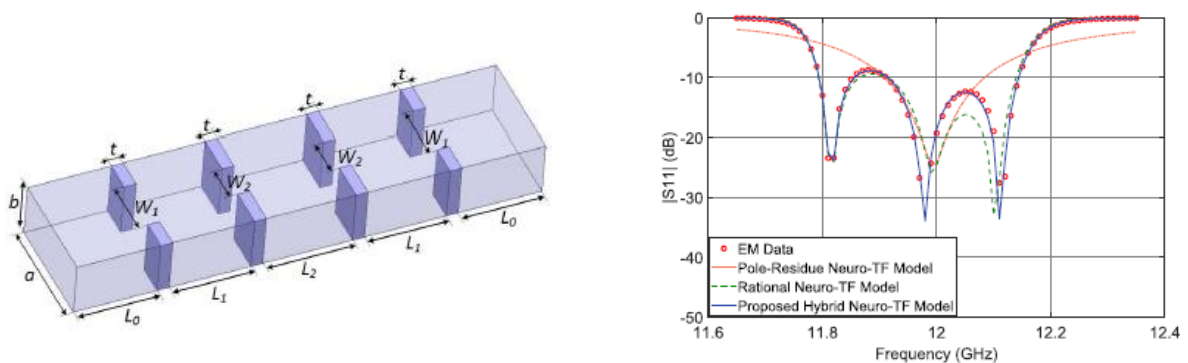 t
t
t
t
W1
W2
W2
W1
b
a
L0
L1
L2
L1
L0
0
-10
-20
-30
-40
-50
|S11| (dB)
EM Data
Pole-Residue Neuro-TF Model
Rational Neuro-TF Model
Proposed Hybrid Neuro-TF Model
11.6 11.8 12 12.2 12.4
Frequency (GHz)